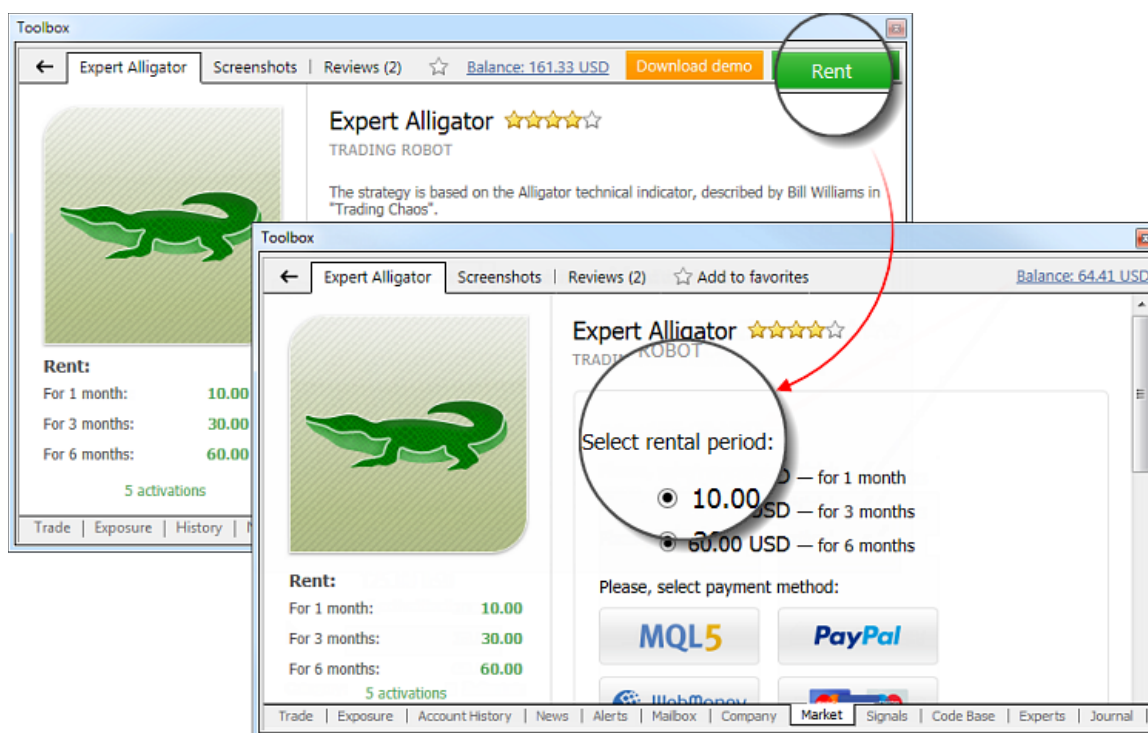 Toolbox
Expert Alligator Screenshots | Reviews (2) Balance: 161.33 USD Download demo Rent
Expert Alligator
TRADING ROBOT
The strategy is based on the Alligator technical indicator, described by Bill Williams in
"Trading Chaos".
Rent:
For 1 month: 10.00
For 3 months: 30.00
For 6 months: 60.00
5 activations
Trade | Exposure | History |
Toolbox
Expert Alligator Screenshots | Reviews (2) Add to favorites Balance: 64.41 USD
Expert Alligator
TRADING ROBOT
Select rental period:
10.00 USD — for 1 month
USD — for 3 months
60.00 USD — for 6 months
Please, select payment method:
MQL5 PayPal
WebMoney
Rent:
For 1 month: 10.00
For 3 months: 30.00
For 6 months: 60.00
5 activations
Trade | Exposure | Account History | News | Alerts | Mailbox | Company | Market | Signals | Code Base | Experts | Journal |